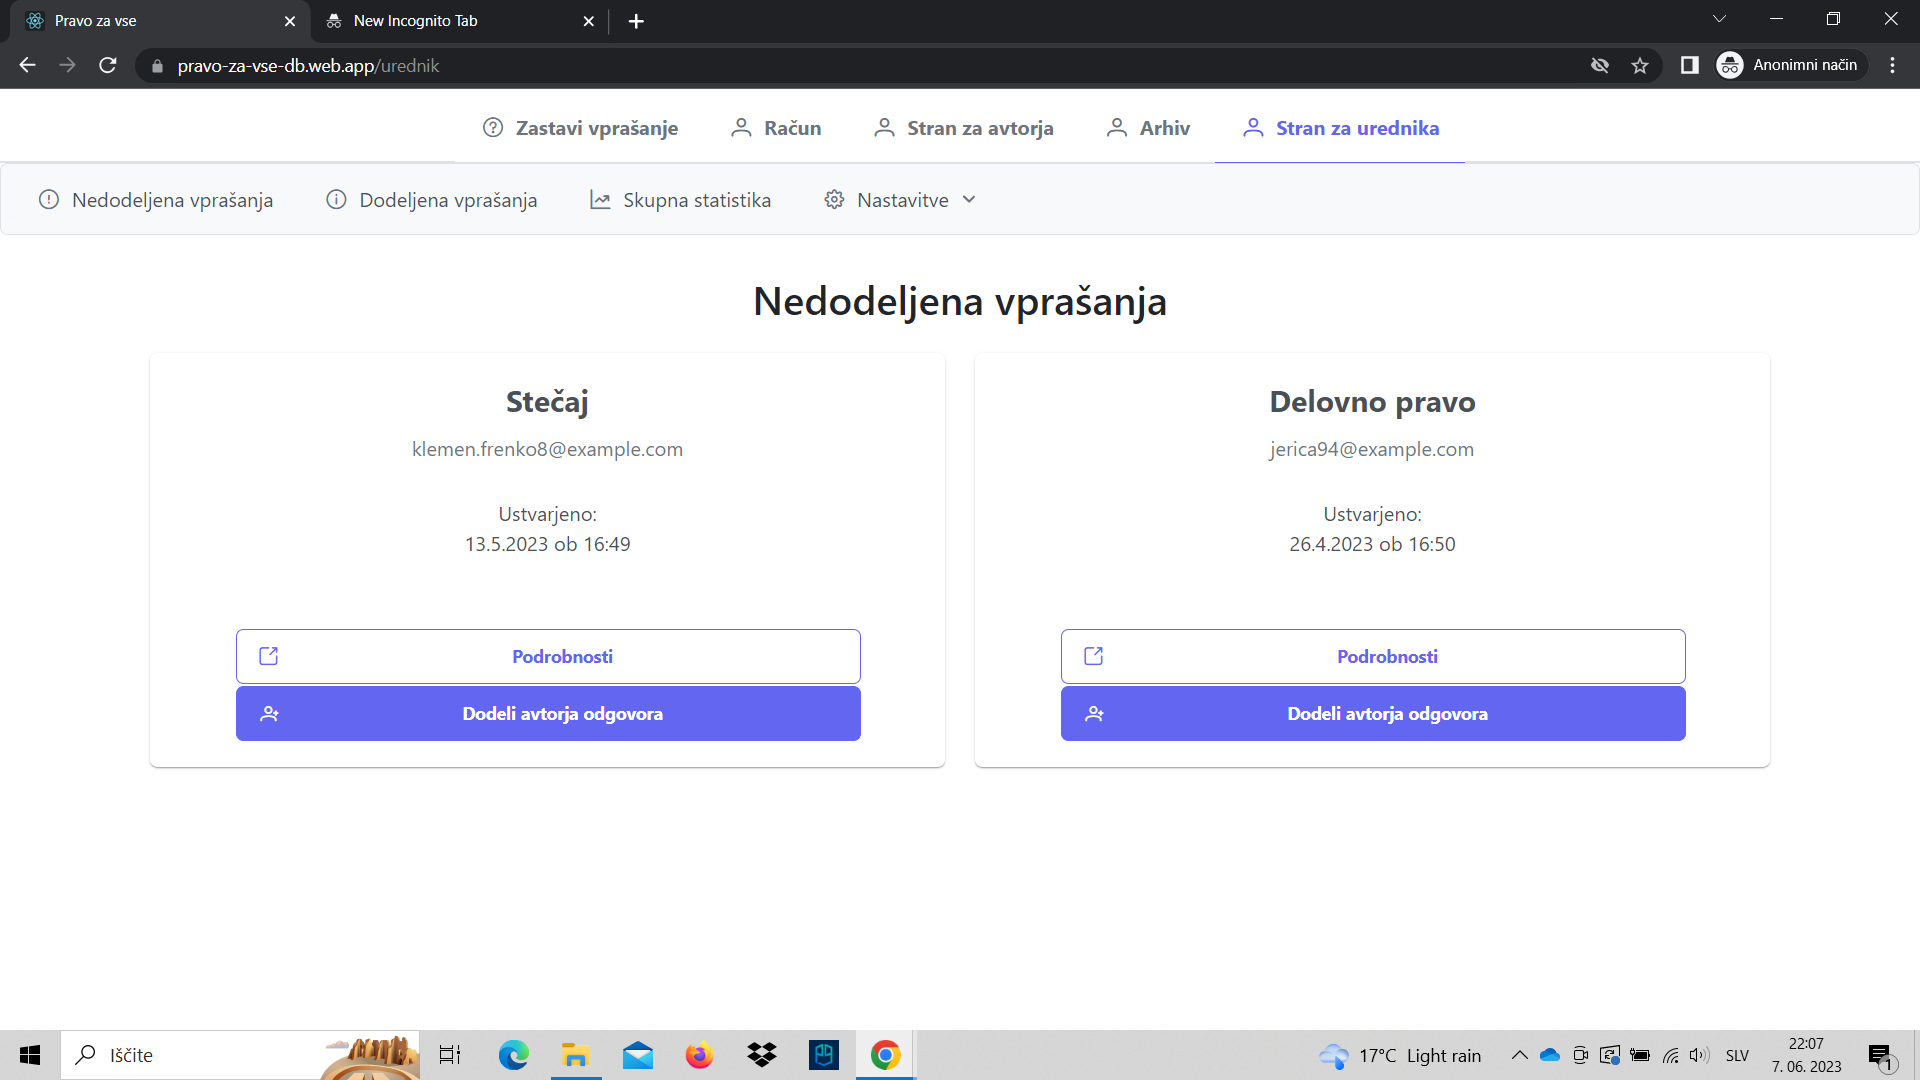 Pravo za vse
New Incognito Tab
pravo-za-vse-db.web.app/urednik
Anonimni način
Zastavi vprašanje
Račun
Stran za avtorja
Arhiv
Stran za urednika
Nedodeljena vprašanja
Dodeljena vprašanja
Skupna statistika
Nastavitve
Nedodeljena vprašanja
Stečaj
klemen.frenko8@example.com
Ustvarjeno:
13.5.2023 ob 16:49
Podrobnosti
Dodeli avtorja odgovora
Delovno pravo
jerica94@example.com
Ustvarjeno:
26.4.2023 ob 16:50
Podrobnosti
Dodeli avtorja odgovora
Iščite
17°C Light rain
SLV
22:07
7. 06. 2023
1